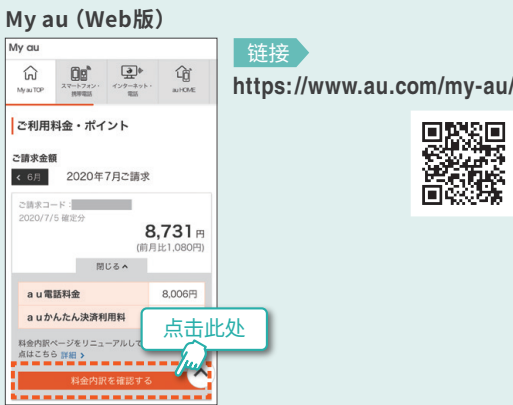 My au（Web版）
链接
https://www.au.com/my-au/
My au
My au TOP
スマートフォン・
携帯電話
インターネット・
電話
au HOME
ご利用料金・ポイント
ご請求金額
< 6月
2020年7月ご請求
ご請求コード：
2020/7/5 確定分
8,731円
(前月比1,080円)
閉じる
ａｕ電話料金
8,006円
ａｕかんたん決済利用料
点击此处
料金内訳ページをリニューアルして
点はこちら 詳細 >
料金内訳を確認する